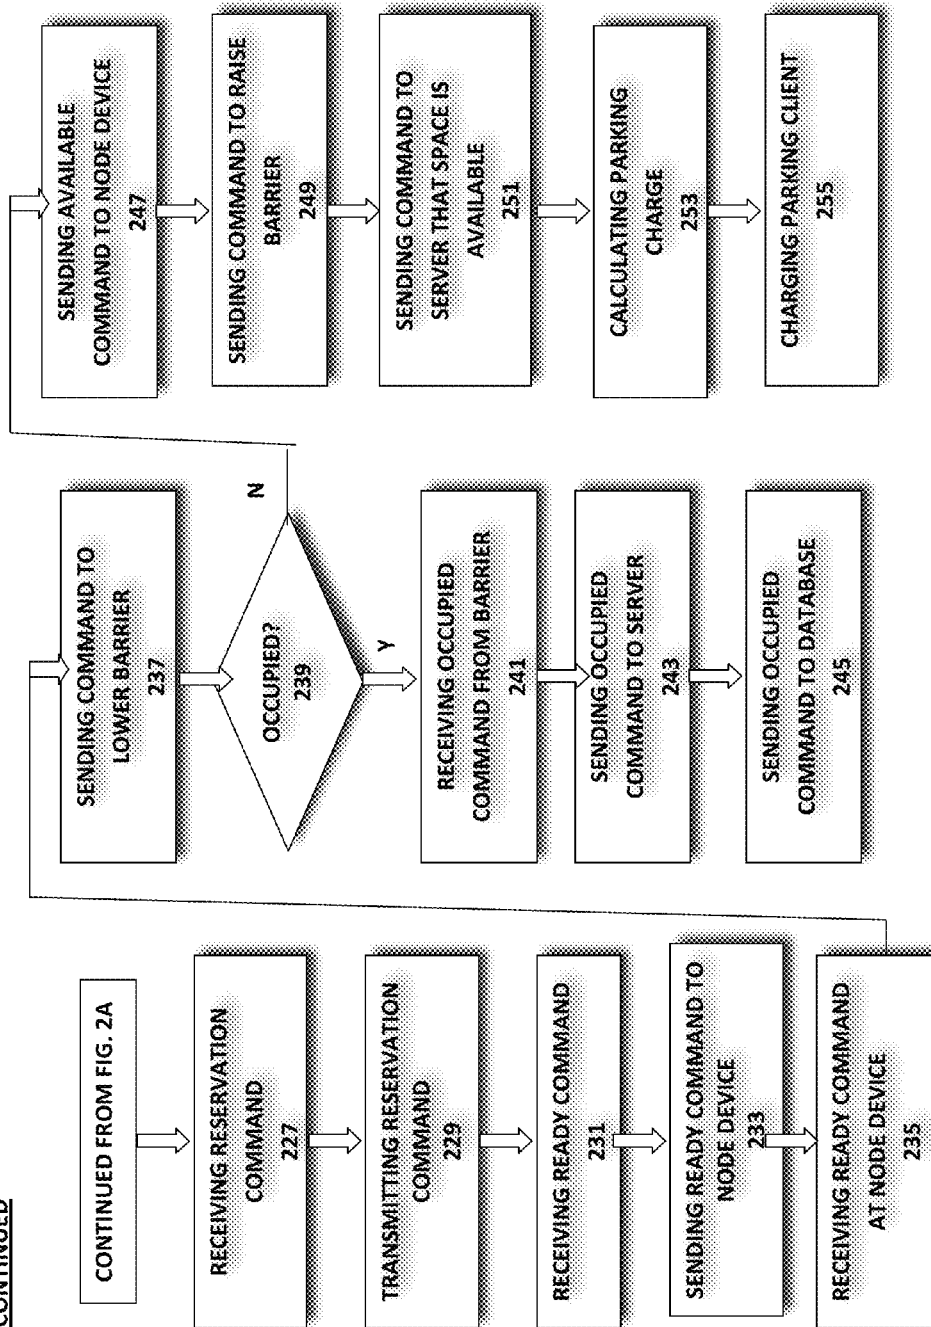 CONTINUED
CONTINUED FROM FIG. 2A
RECEIVING RESERVATION
COMMAND
227
TRANSMITTING RESERVATION
COMMAND
229
RECEIVING READY COMMAND
231
SENDING READY COMMAND TO
NODE DEVICE
233
RECEIVING READY COMMAND
AT NODE DEVICE
235
SENDING COMMAND TO
LOWER BARRIER
237
OCCUPIED?
239
N
Y
RECEIVING OCCUPIED
COMMAND FROM BARRIER
241
SENDING OCCUPIED
COMMAND TO SERVER
243
SENDING OCCUPIED
COMMAND TO DATABASE
245
SENDING AVAILABLE
COMMAND TO NODE DEVICE
247
SENDING COMMAND TO RAISE
BARRIER
249
SENDING COMMAND TO
SERVER THAT SPACE IS
AVAILABLE
251
CALCULATING PARKING
CHARGE
253
CHARGING PARKING CLIENT
255